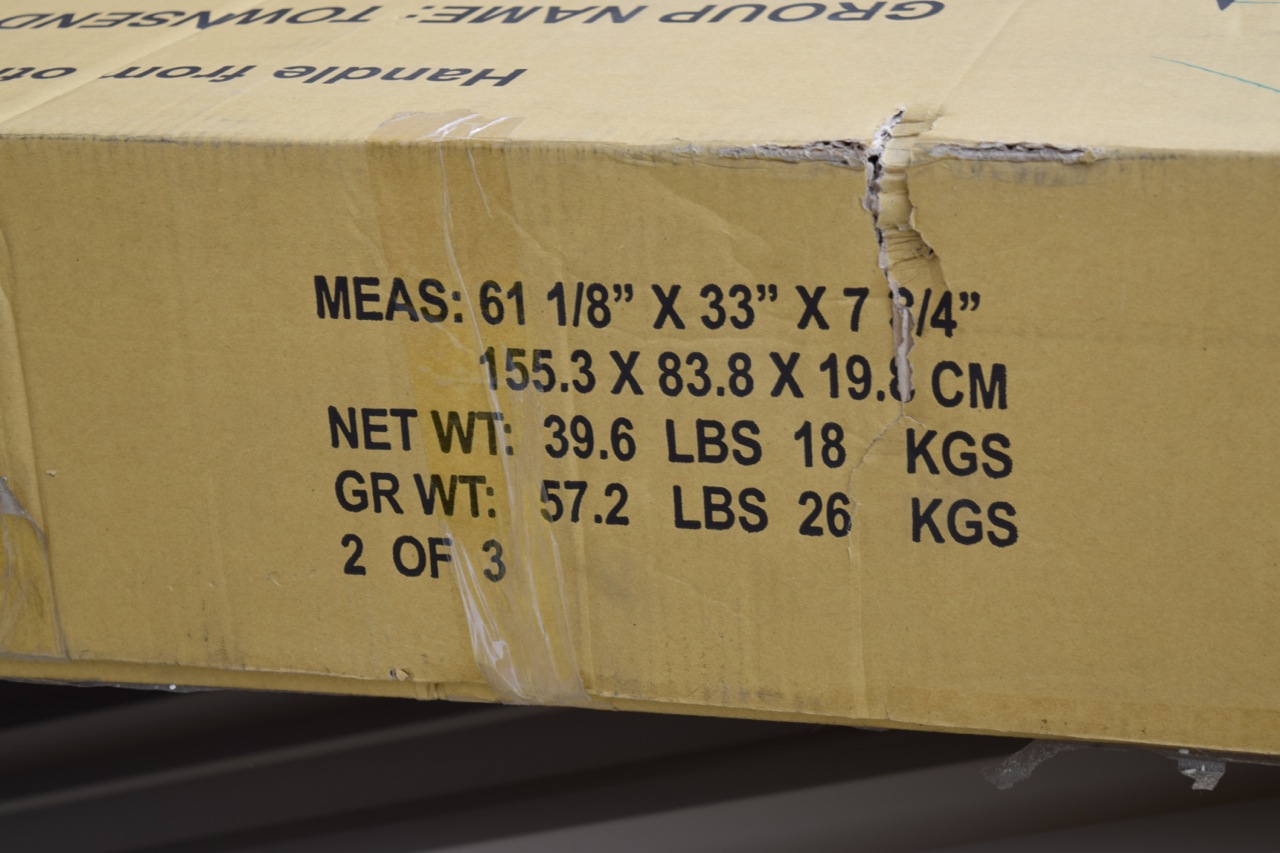 GROUP NAME: TOWNSEND
Handle from
MEAS: 61 1/8” X 33” X 7 3/4”
155.3 X 83.8 X 19.8 CM
NET WT: 39.6 LBS 18 KGS
GR WT: 57.2 LBS 26 KGS
2 OF 3